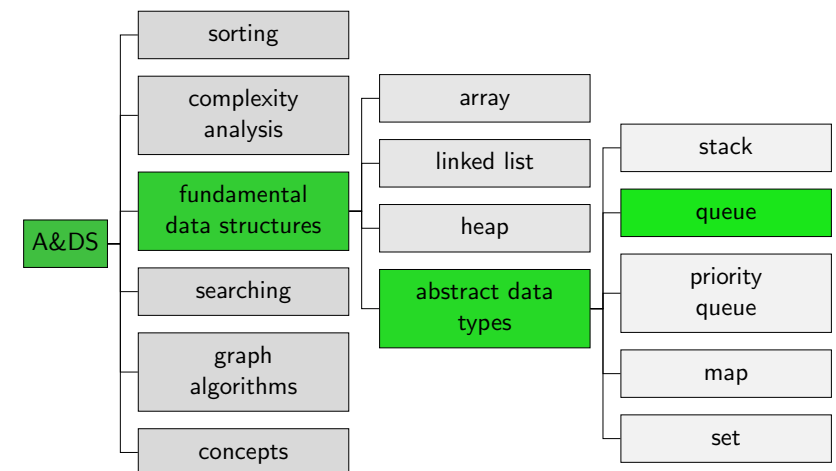 A&DS
sorting
complexity
analysis
fundamental
data structures
searching
graph
algorithms
concepts
array
linked list
heap
abstract data
types
stack
queue
priority
queue
map
set